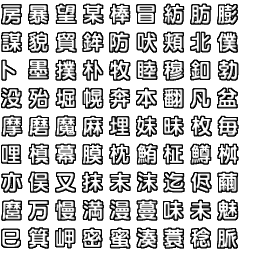 房暴望某棒冒紡肪膨
謀貌貿鉾防吠頬北僕
卜墨撲朴牧睦穆釦勃
没殆堀幌奔本翻凡盆
摩磨魔麻埋妹昧枚毎
哩槙幕膜枕鮪柾鱒桝
亦俣又抹末沫迄侭繭
麿万慢満漫蔓味未魅
巳箕岬密蜜湊蓑稔脈